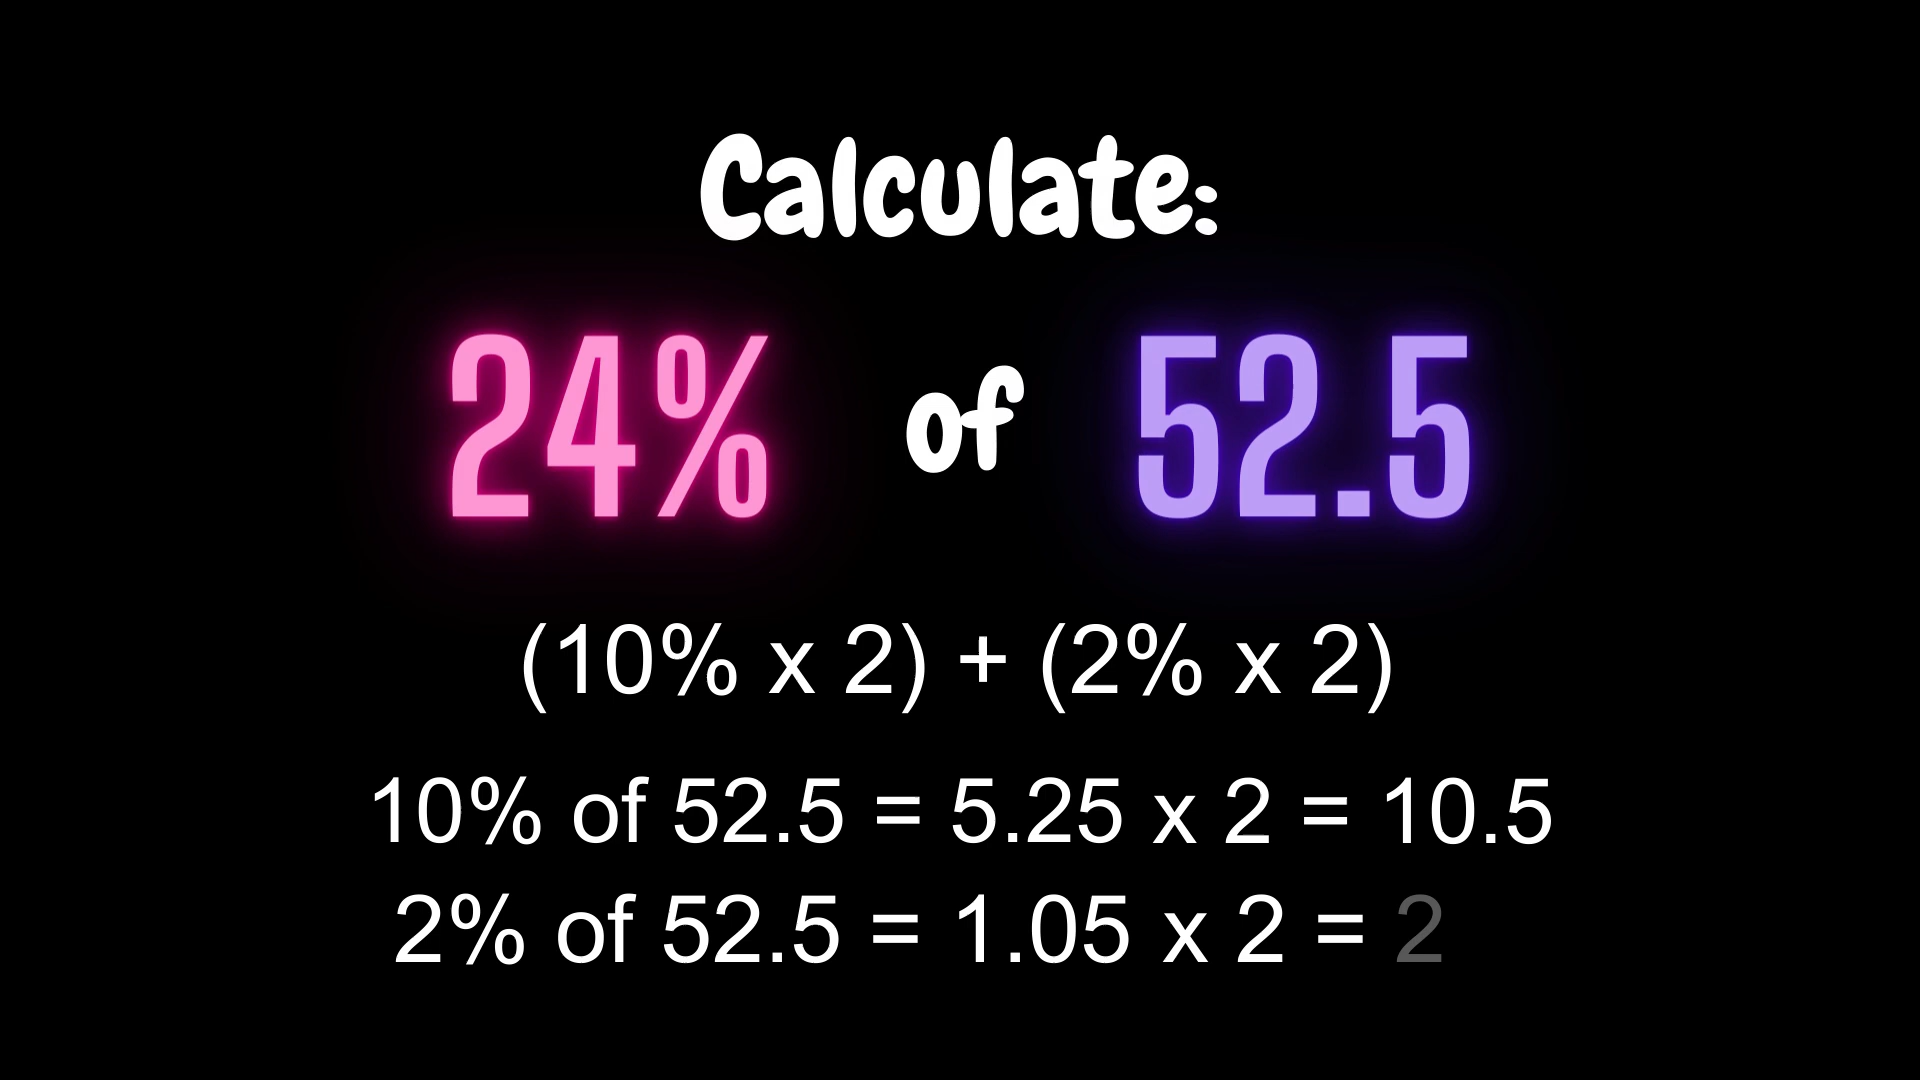 Calculate:
24% of 52.5
(10% x 2) + (2% x 2)
10% of 52.5 = 5.25 x 2 = 10.5
2% of 52.5 = 1.05 x 2 = 2